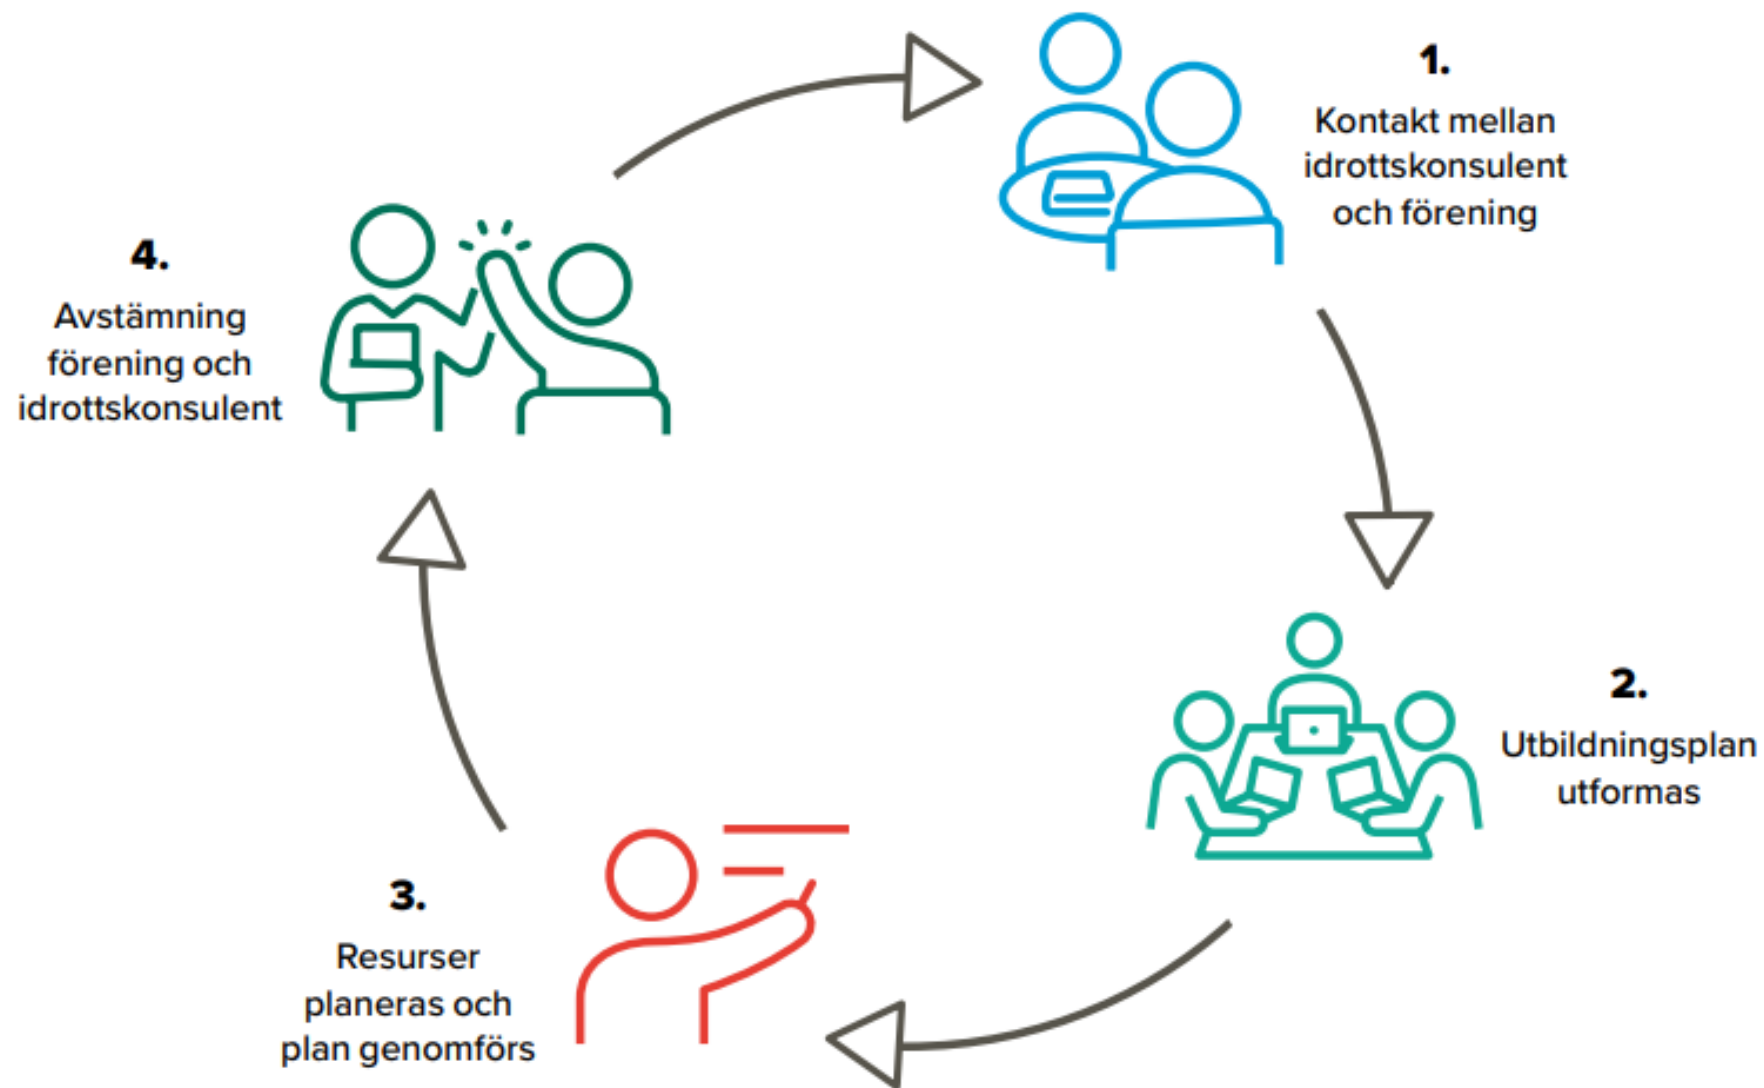 1.
Kontakt mellan
idrottskonsulent
och förening
2.
Utbildningsplan
utformas
3.
Resurser
planeras och
plan genomförs
4.
Avstämning
förening och
idrottskonsulent